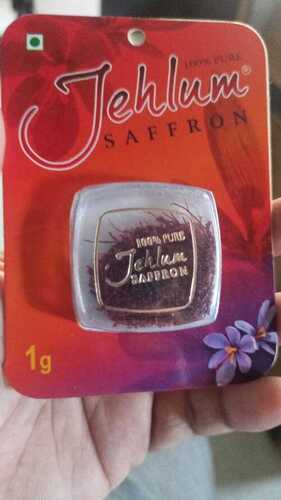 100% PURE
Jehlum®
SAFFRON
100% PURE
Jehlum
SAFFRON
1g